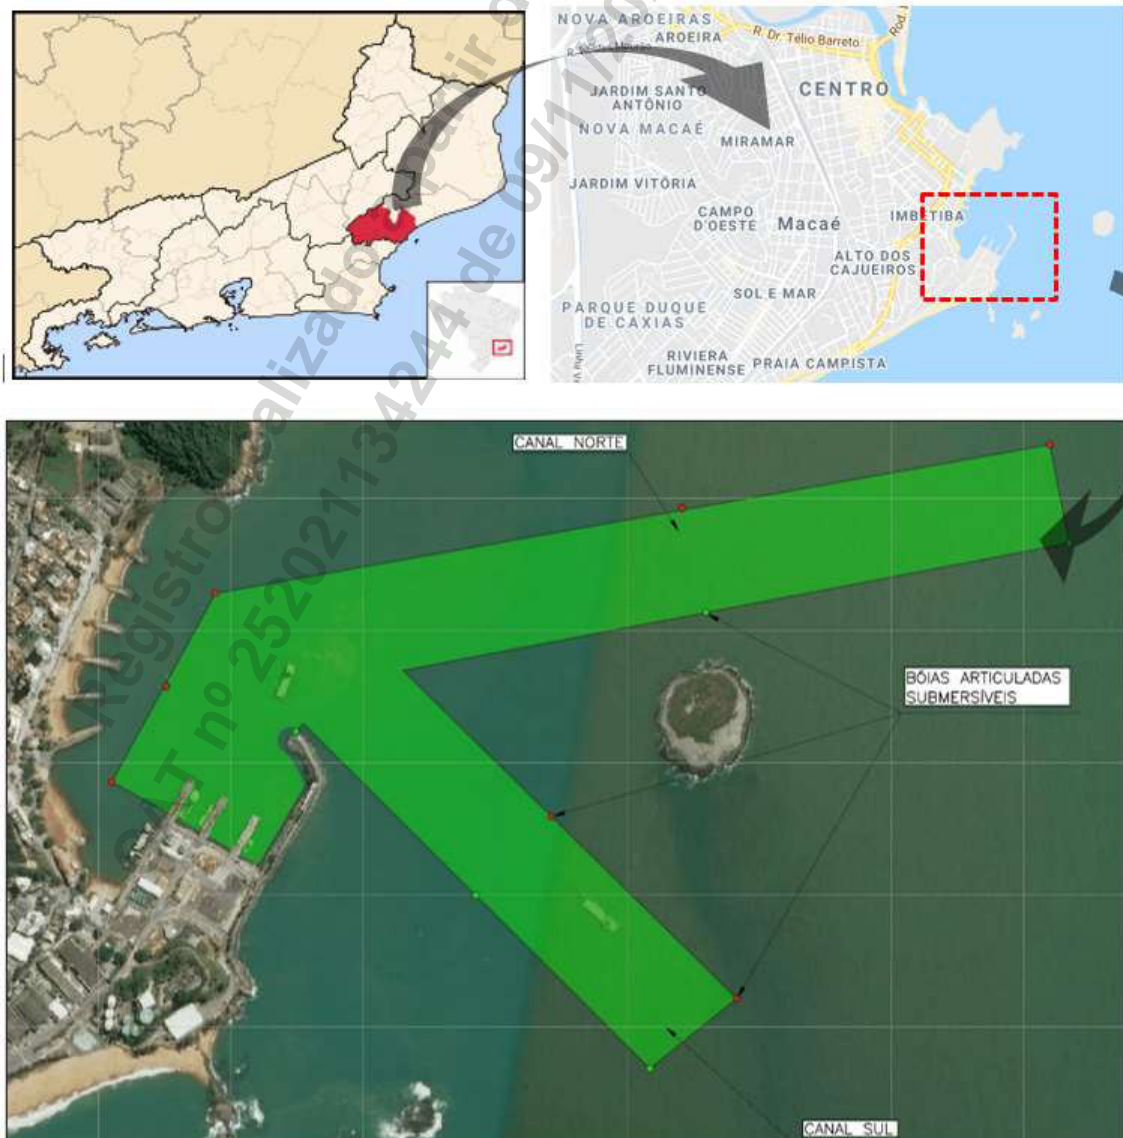 NOVA AROEIRAS
AROEIRA
R. Dr. Télio Barreto
JARDIM SANTO
ANTÔNIO
CENTRO
NOVA MACAÉ
MIRAMAR
JARDIM VITÓRIA
CAMPO
D'OESTE
Macaé
IMBETIBA
ALTO DOS
CAJUEIROS
SOL E MAR
PARQUE DUQUE
DE CAXIAS
RIVIERA
FLUMINENSE
PRAIA CAMPISTA
CANAL NORTE
BÓIAS ARTICULADAS
SUBMERSÍVEIS
CANAL SUL